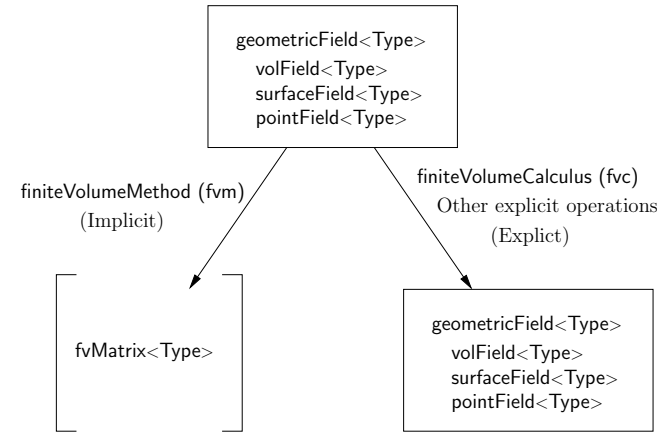 geometricField<Type>
volField<Type>
surfaceField<Type>
pointField<Type>
finiteVolumeMethod (fvm)
(Implicit)
finiteVolumeCalculus (fvc)
Other explicit operations
(Explict)
fvMatrix<Type>
geometricField<Type>
volField<Type>
surfaceField<Type>
pointField<Type>